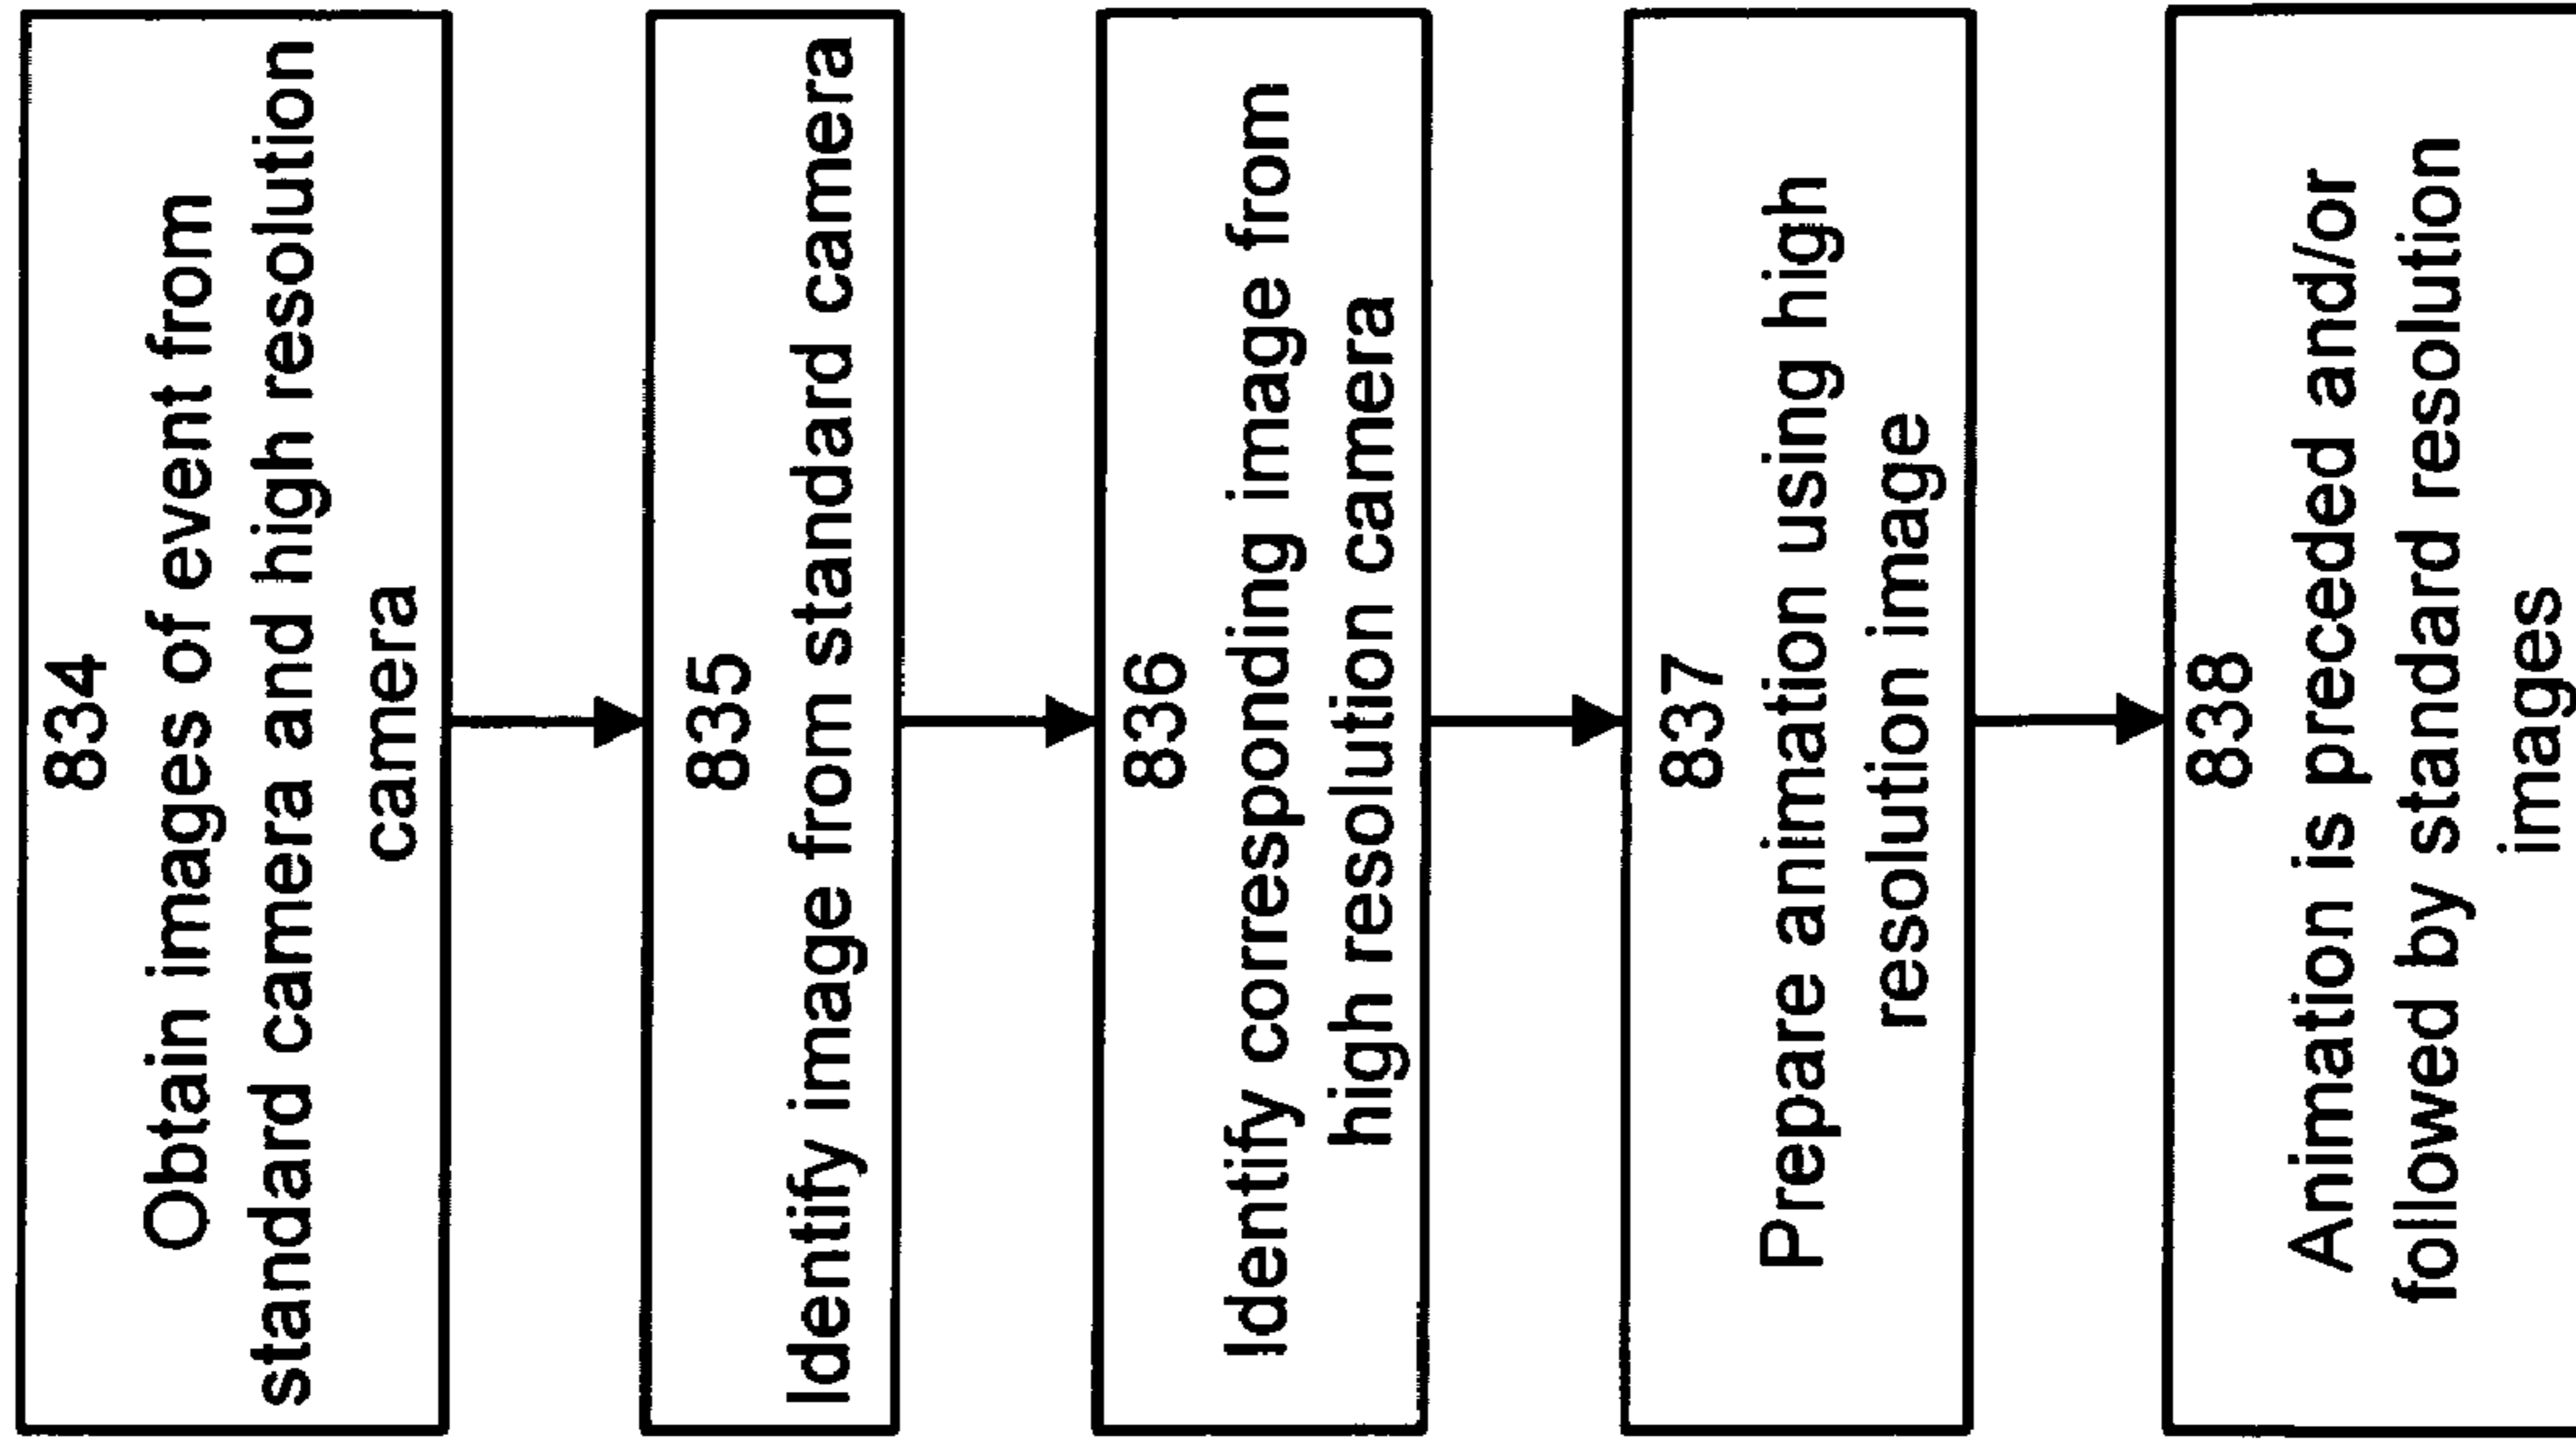 834
Obtain images of event from
standard camera and high resolution
camera
835
Identify image from standard camera
836
Identify corresponding image from
high resolution camera
837
Prepare animation using high
resolution image
838
Animation is preceded and/or
followed by standard resolution
images